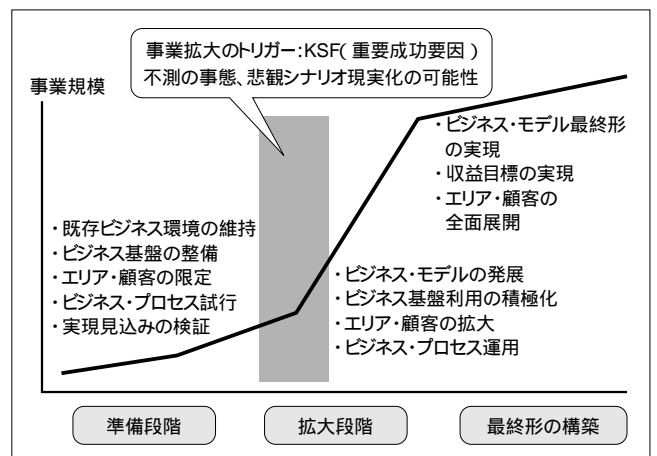 事業拡大のトリガー:KSF(重要成功要因)
不測の事態、悲観シナリオ現実化の可能性
事業規模
・ビジネス・モデル最終形
の実現
・収益目標の実現
・エリア・顧客の
全面展開
・既存ビジネス環境の維持
・ビジネス基盤の整備
・エリア・顧客の限定
・ビジネス・プロセス試行
・実現見込みの検証
・ビジネス・モデルの発展
・ビジネス基盤利用の積極化
・エリア・顧客の拡大
・ビジネス・プロセス運用
準備段階
拡大段階
最終形の構築